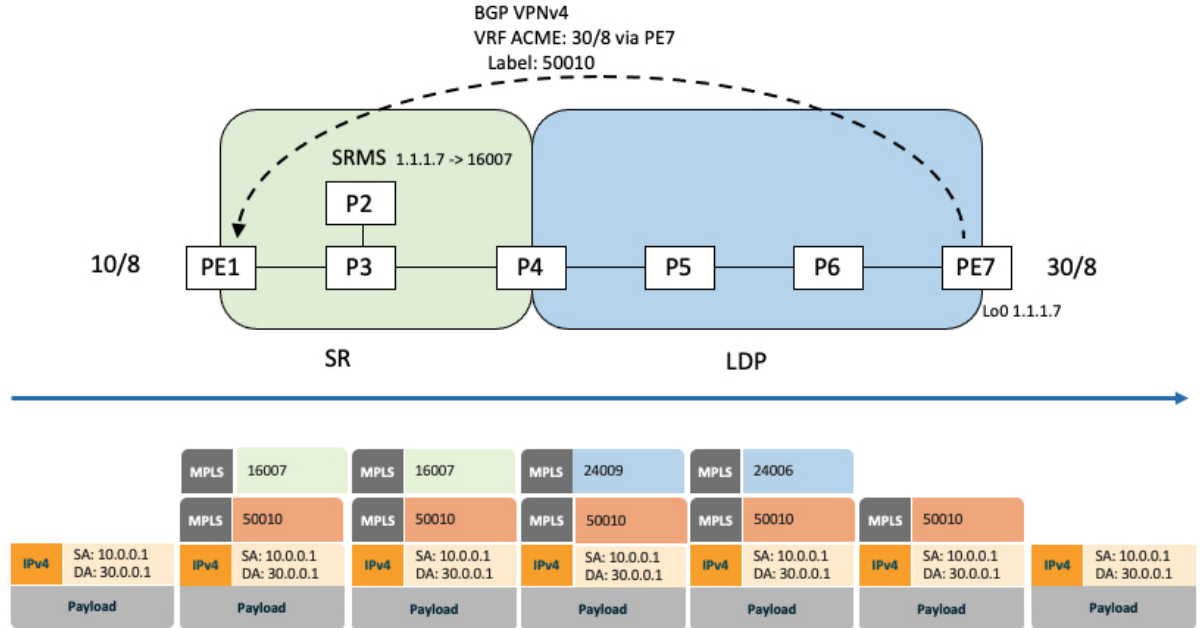 BGP VPNv4
VRF ACME: 30/8 via PE7
Label: 50010
SRMS 1.1.1.7 -> 16007
P2
10/8 PE1 P3 P4 P5 P6 PE7 30/8
Lo0 1.1.1.7
SR LDP
MPLS 16007 MPLS 16007 MPLS 24009 MPLS 24006
MPLS 50010 MPLS 50010 MPLS 50010 MPLS 50010 MPLS 50010
IPv4 SA: 10.0.0.1 IPv4 SA: 10.0.0.1 IPv4 SA: 10.0.0.1 IPv4 SA: 10.0.0.1 IPv4 SA: 10.0.0.1 IPv4 SA: 10.0.0.1 IPv4 SA: 10.0.0.1
DA: 30.0.0.1 DA: 30.0.0.1 DA: 30.0.0.1 DA: 30.0.0.1 DA: 30.0.0.1 DA: 30.0.0.1 DA: 30.0.0.1
Payload Payload Payload Payload Payload Payload Payload